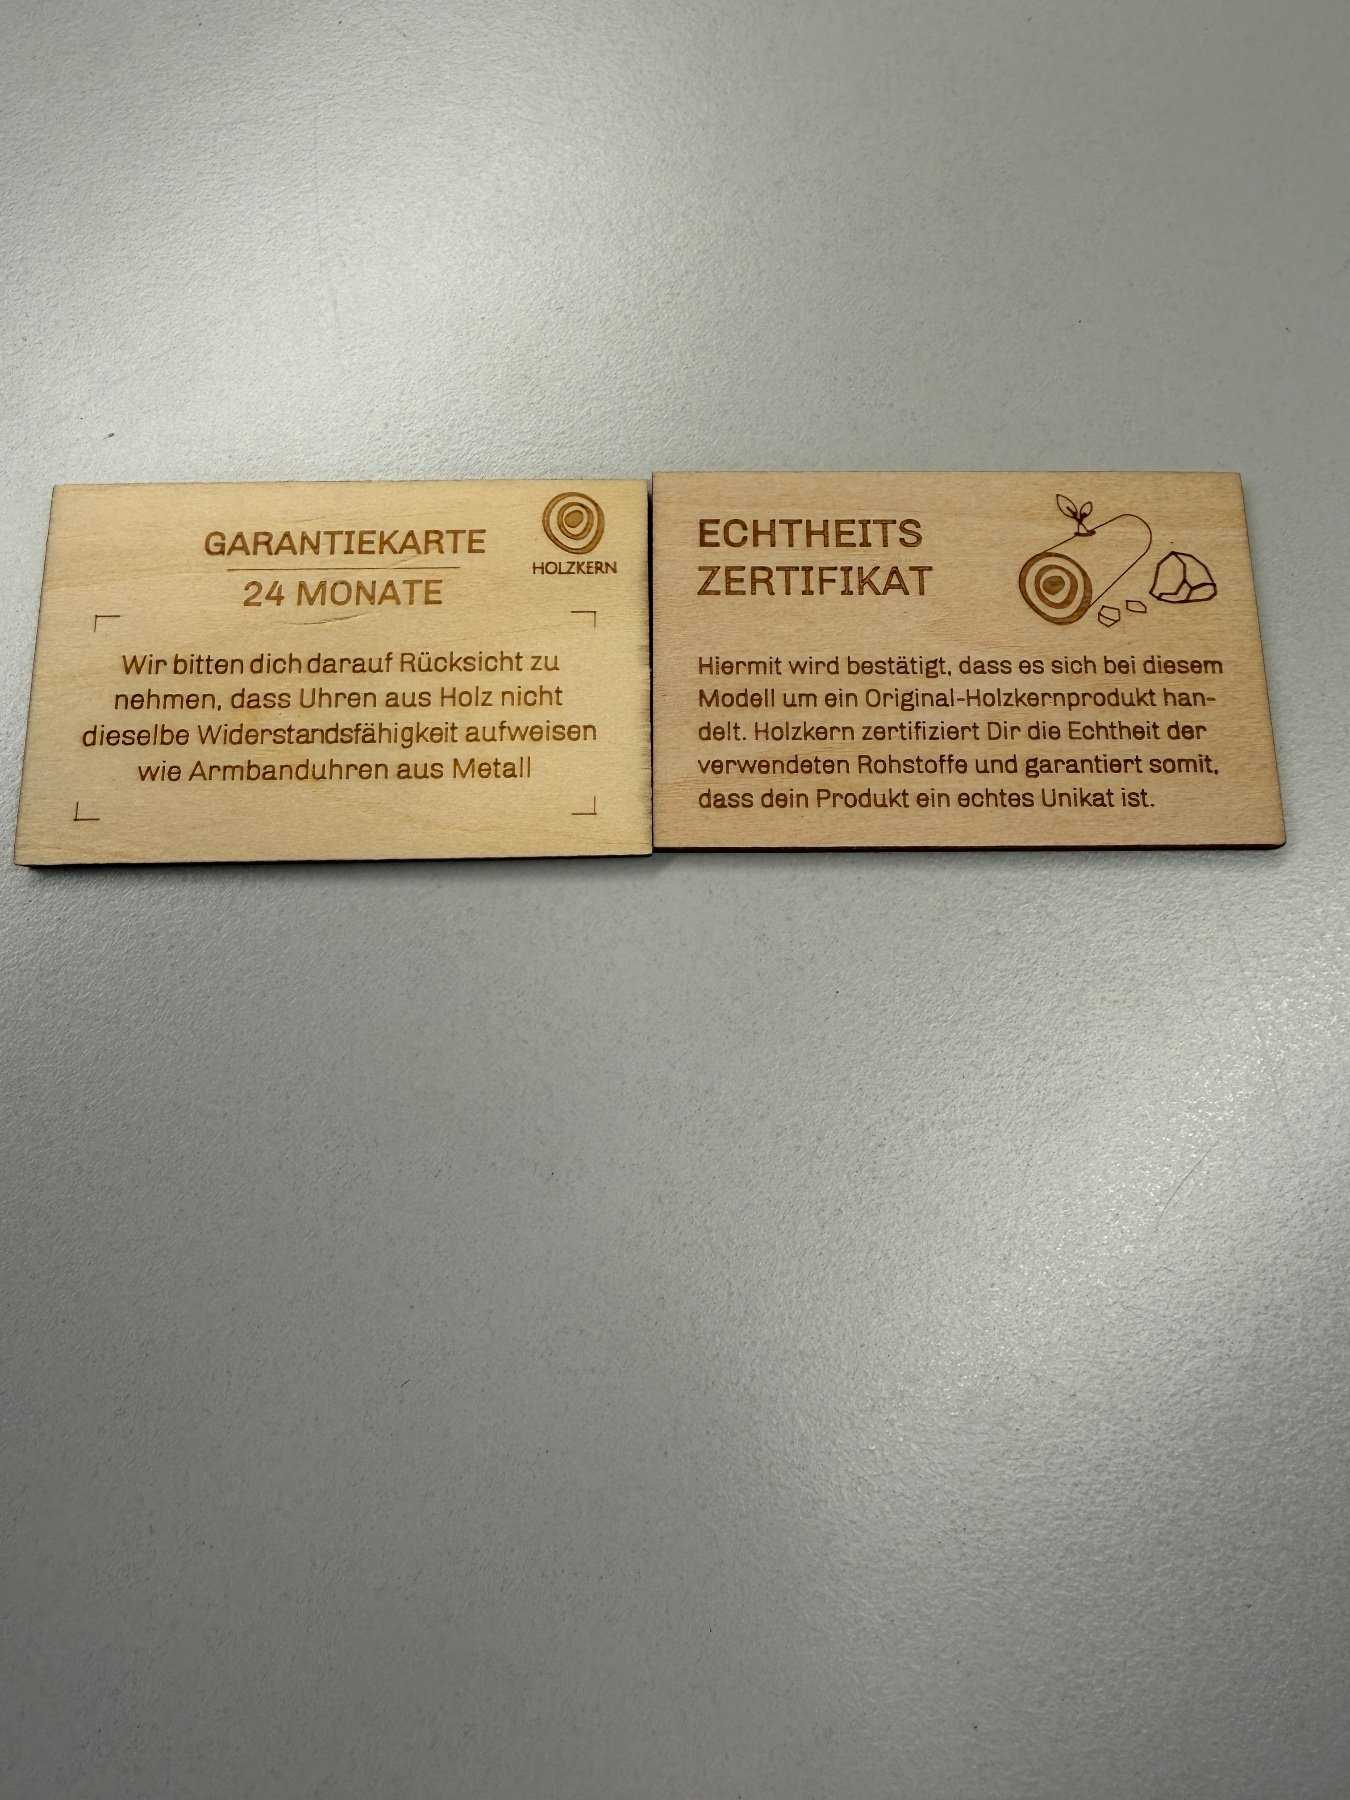 GARANTIEKARTE
24 MONATE
HOLZKERN
Wir bitten dich darauf Rücksicht zu
nehmen, dass Uhren aus Holz nicht
dieselbe Widerstandsfähigkeit aufweisen
wie Armbanduhren aus Metall
ECHTHEITS
ZERTIFIKAT
Hiermit wird bestätigt, dass es sich bei diesem
Modell um ein Original-Holzkernprodukt han-
delt. Holzkern zertifiziert Dir die Echtheit der
verwendeten Rohstoffe und garantiert somit,
dass dein Produkt ein echtes Unikat ist.